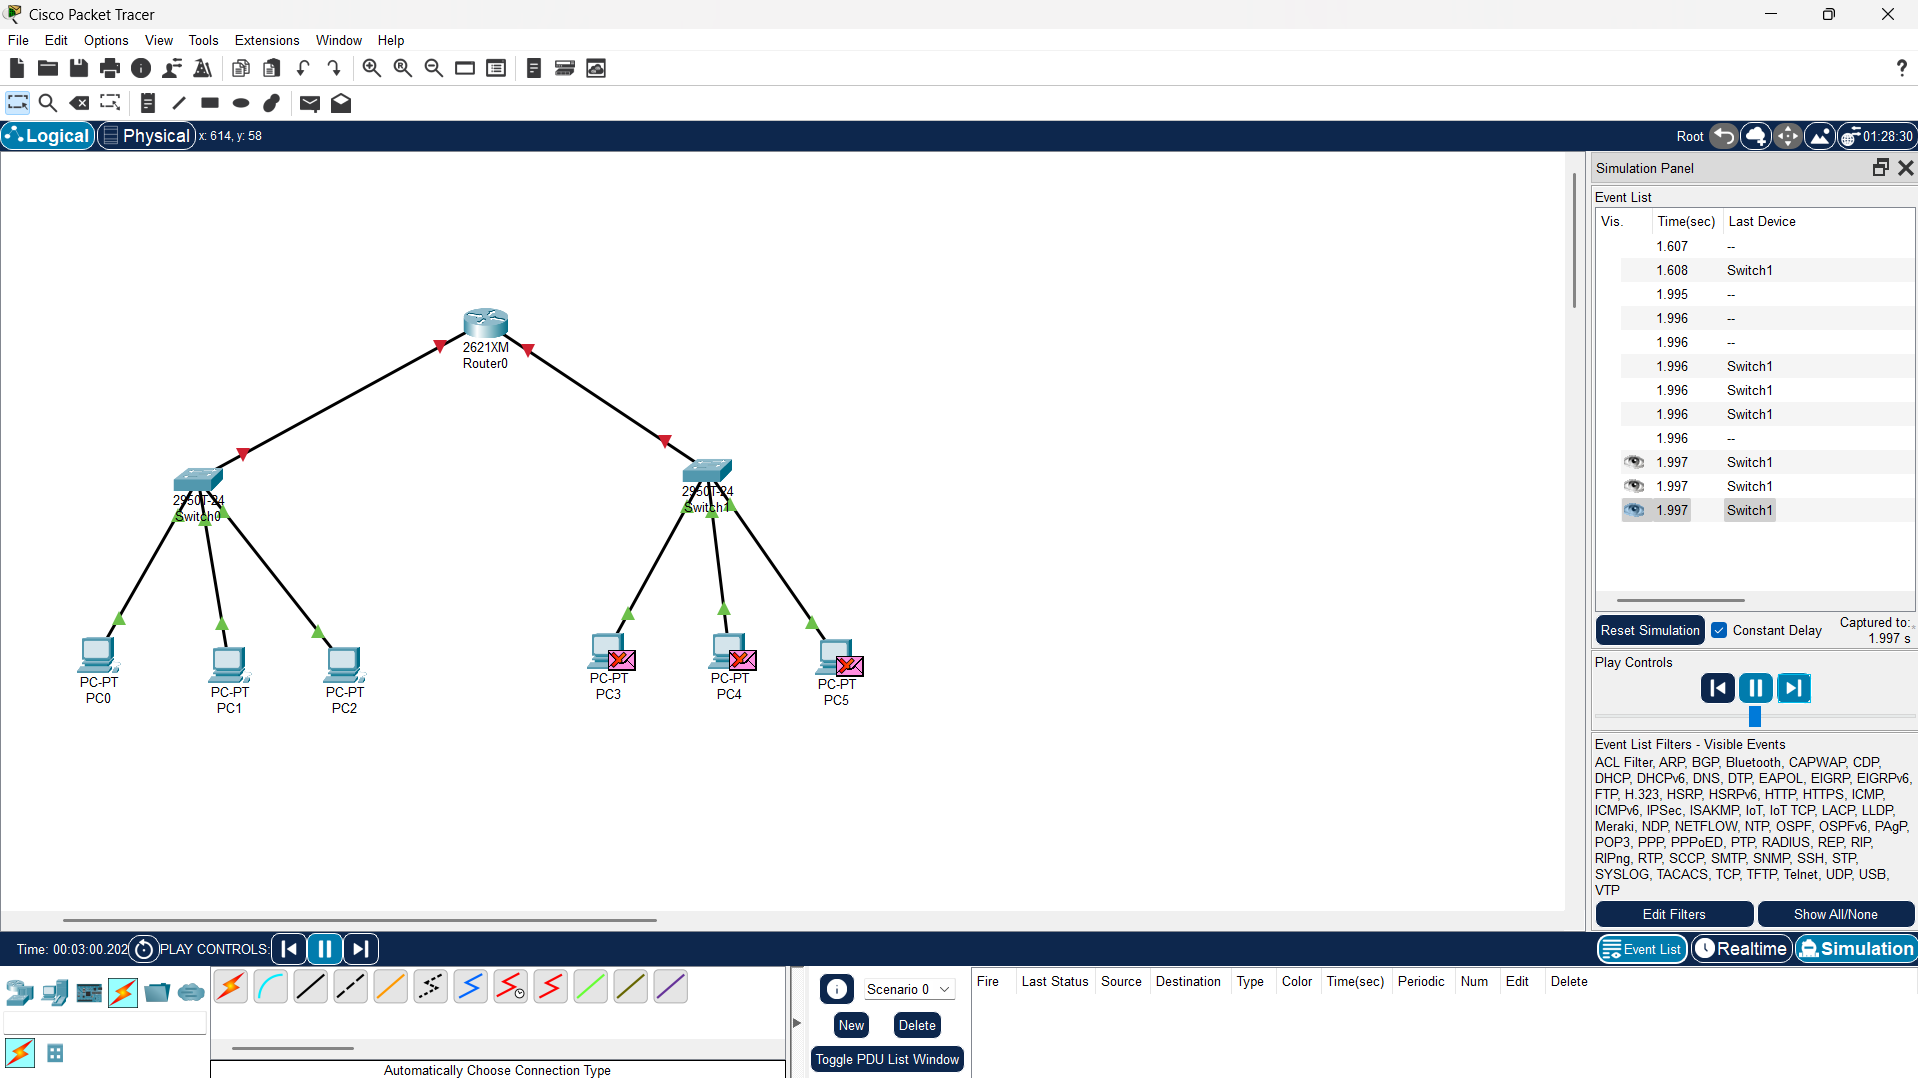 Cisco Packet Tracer
File Edit Options View Tools Extensions Window Help
?
Logical Physical x: 614, y: 58 Root 01:28:30
Simulation Panel
Event List
Vis. Time(sec) Last Device
1.607 --
1.608 Switch1
1.995 --
1.996 --
1.996 --
1.996 Switch1
1.996 Switch1
1.996 Switch1
1.996 --
1.997 Switch1
1.997 Switch1
1.997 Switch1
2621XM
Router0
2950T-24
Switch0
2950T-24
Switch1
PC-PT
PC0
PC-PT
PC1
PC-PT
PC2
PC-PT
PC3
PC-PT
PC4
PC-PT
PC5
Reset Simulation Constant Delay Captured to:
1.997 s
Play Controls
Event List Filters - Visible Events
ACL Filter, ARP, BGP, Bluetooth, CAPWAP, CDP,
DHCP, DHCPv6, DNS, DTP, EAPOL, EIGRP, EIGRPv6,
FTP, H.323, HSRP, HSRPv6, HTTP, HTTPS, ICMP,
ICMPv6, IPSec, ISAKMP, IoT, IoT TCP, LACP, LLDP,
Meraki, NDP, NETFLOW, NTP, OSPF, OSPFv6, PAgP,
POP3, PPP, PPPoED, PTP, RADIUS, REP, RIP,
RIPng, RTP, SCCP, SMTP, SNMP, SSH, STP,
SYSLOG, TACACS, TCP, TFTP, Telnet, UDP, USB,
VTP
Edit Filters Show All/None
Time: 00:03:00.202 PLAY CONTROLS: Event List Realtime Simulation
Scenario 0
New Delete
Toggle PDU List Window
Fire Last Status Source Destination Type Color Time(sec) Periodic Num Edit Delete
Automatically Choose Connection Type